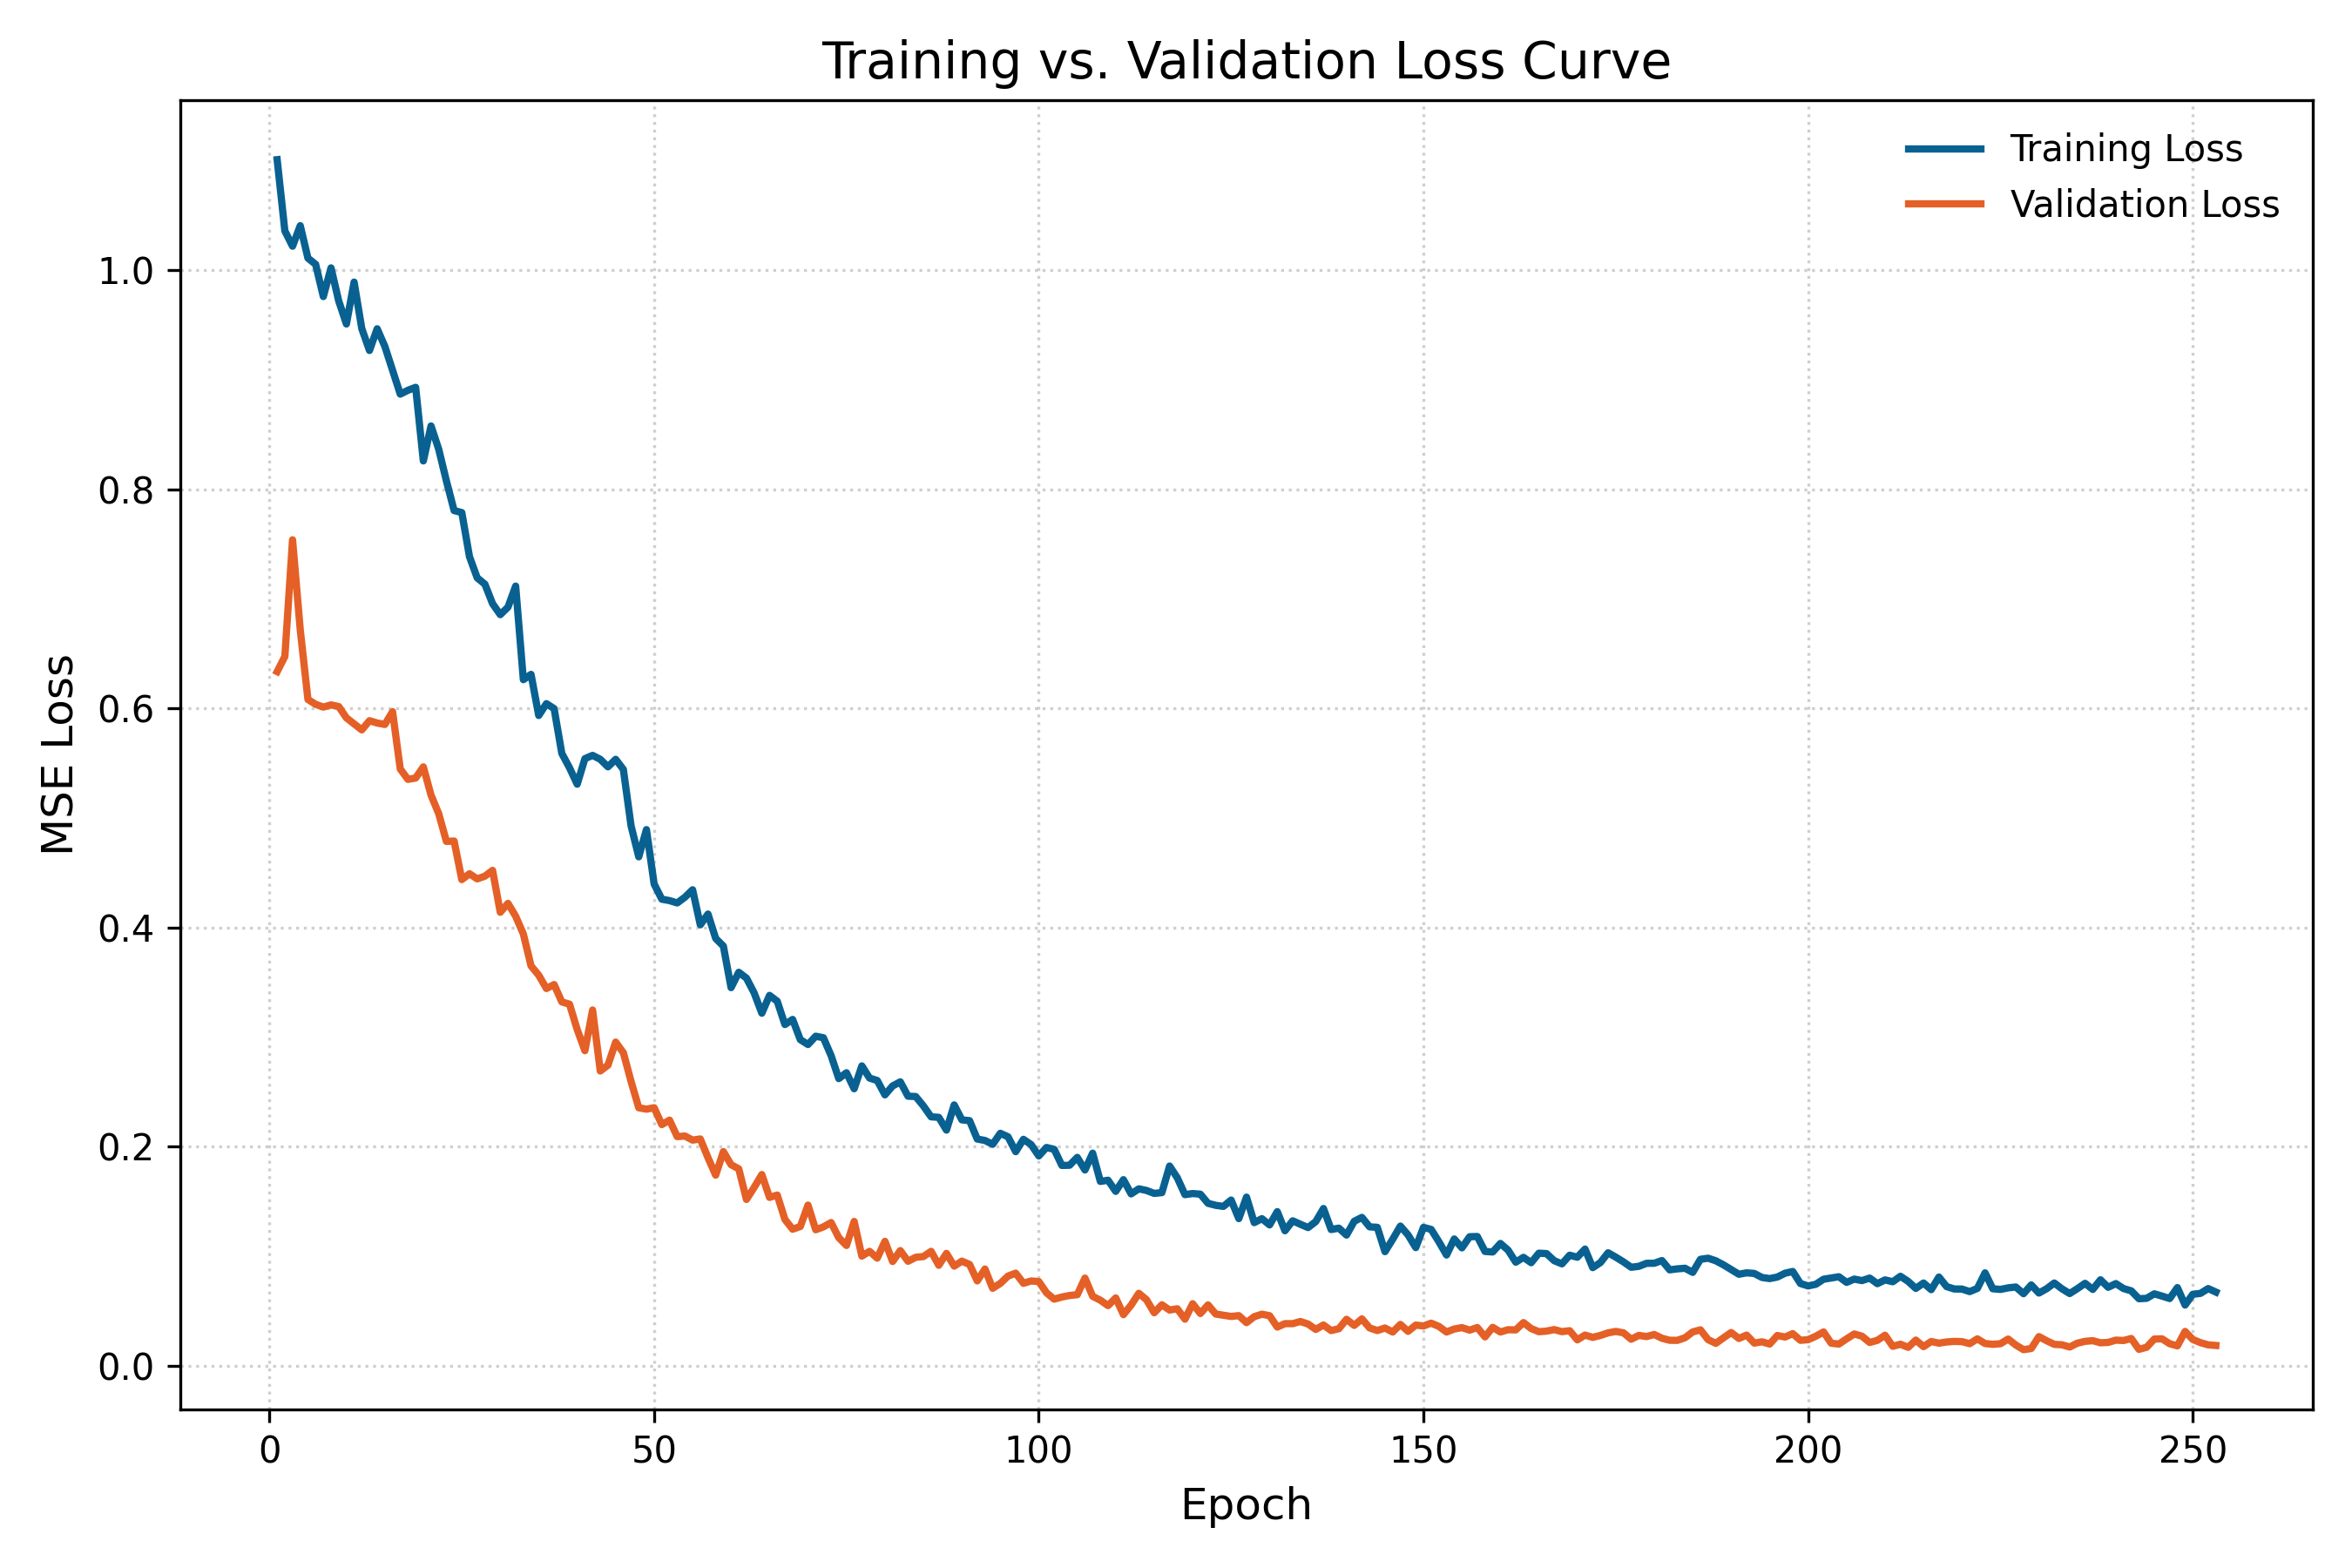 Training vs. Validation Loss Curve
Training Loss
Validation Loss
MSE Loss
1.0
0.8
0.6
0.4
0.2
0.0
0 50 100 150 200 250
Epoch